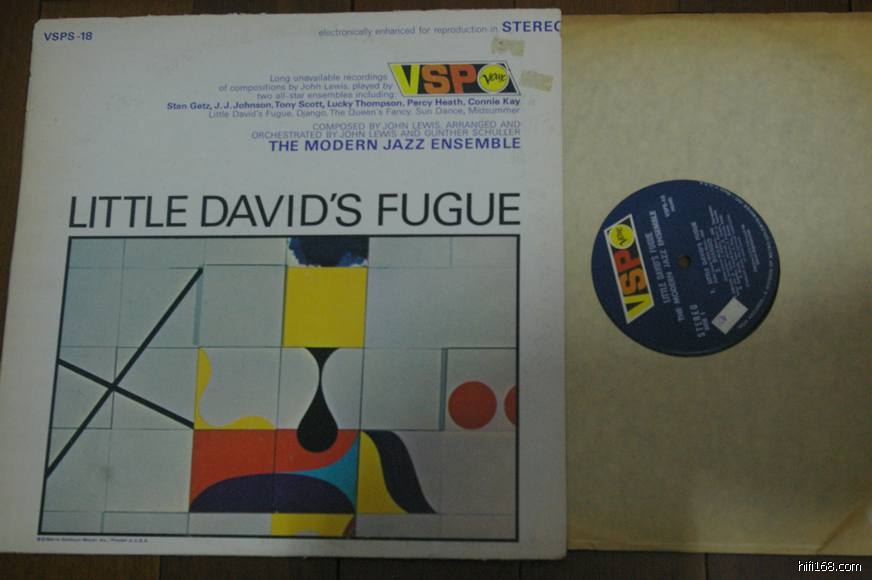 VSPS-18
electronically enhanced for reproduction in STEREO
Long unavailable recordings
of compositions by John Lewis, played by
two all-star ensembles including:
VSP Verve
Stan Getz, J. J. Johnson, Tony Scott, Lucky Thompson, Percy Heath, Connie Kay
Little David's Fugue, Django, The Queen's Fancy, Sun Dance, Midsummer
COMPOSED BY JOHN LEWIS, ARRANGED AND
ORCHESTRATED BY JOHN LEWIS AND GUNTHER SCHULLER
THE MODERN JAZZ ENSEMBLE
LITTLE DAVID'S FUGUE
VSP Verve
LITTLE DAVID'S FUGUE
THE MODERN JAZZ ENSEMBLE
STEREO
SIDE 1
hifi168.com